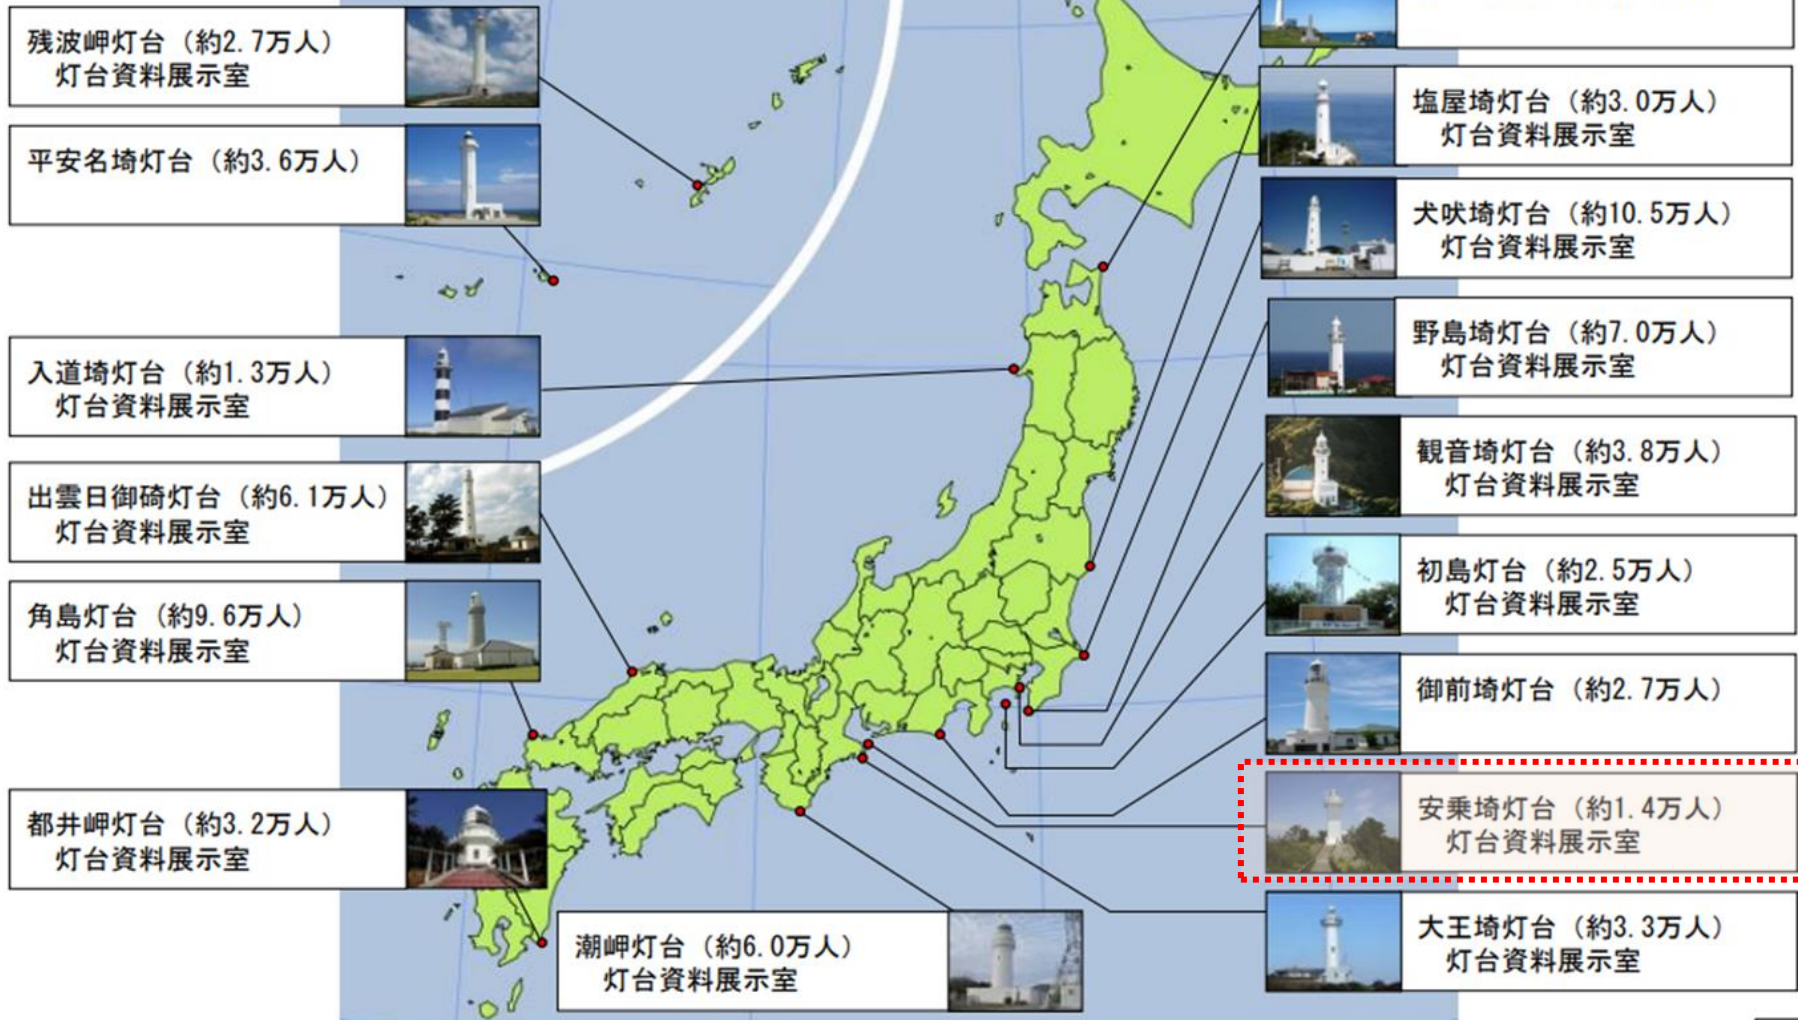 残波岬灯台（約2.7万人）
灯台資料展示室
平安名埼灯台（約3.6万人）
入道埼灯台（約1.3万人）
灯台資料展示室
出雲日御碕灯台（約6.1万人）
灯台資料展示室
角島灯台（約9.6万人）
灯台資料展示室
都井岬灯台（約3.2万人）
灯台資料展示室
潮岬灯台（約6.0万人）
灯台資料展示室
塩屋埼灯台（約3.0万人）
灯台資料展示室
犬吠埼灯台（約10.5万人）
灯台資料展示室
野島埼灯台（約7.0万人）
灯台資料展示室
観音埼灯台（約3.8万人）
灯台資料展示室
初島灯台（約2.5万人）
灯台資料展示室
御前埼灯台（約2.7万人）
安乗埼灯台（約1.4万人）
灯台資料展示室
大王埼灯台（約3.3万人）
灯台資料展示室